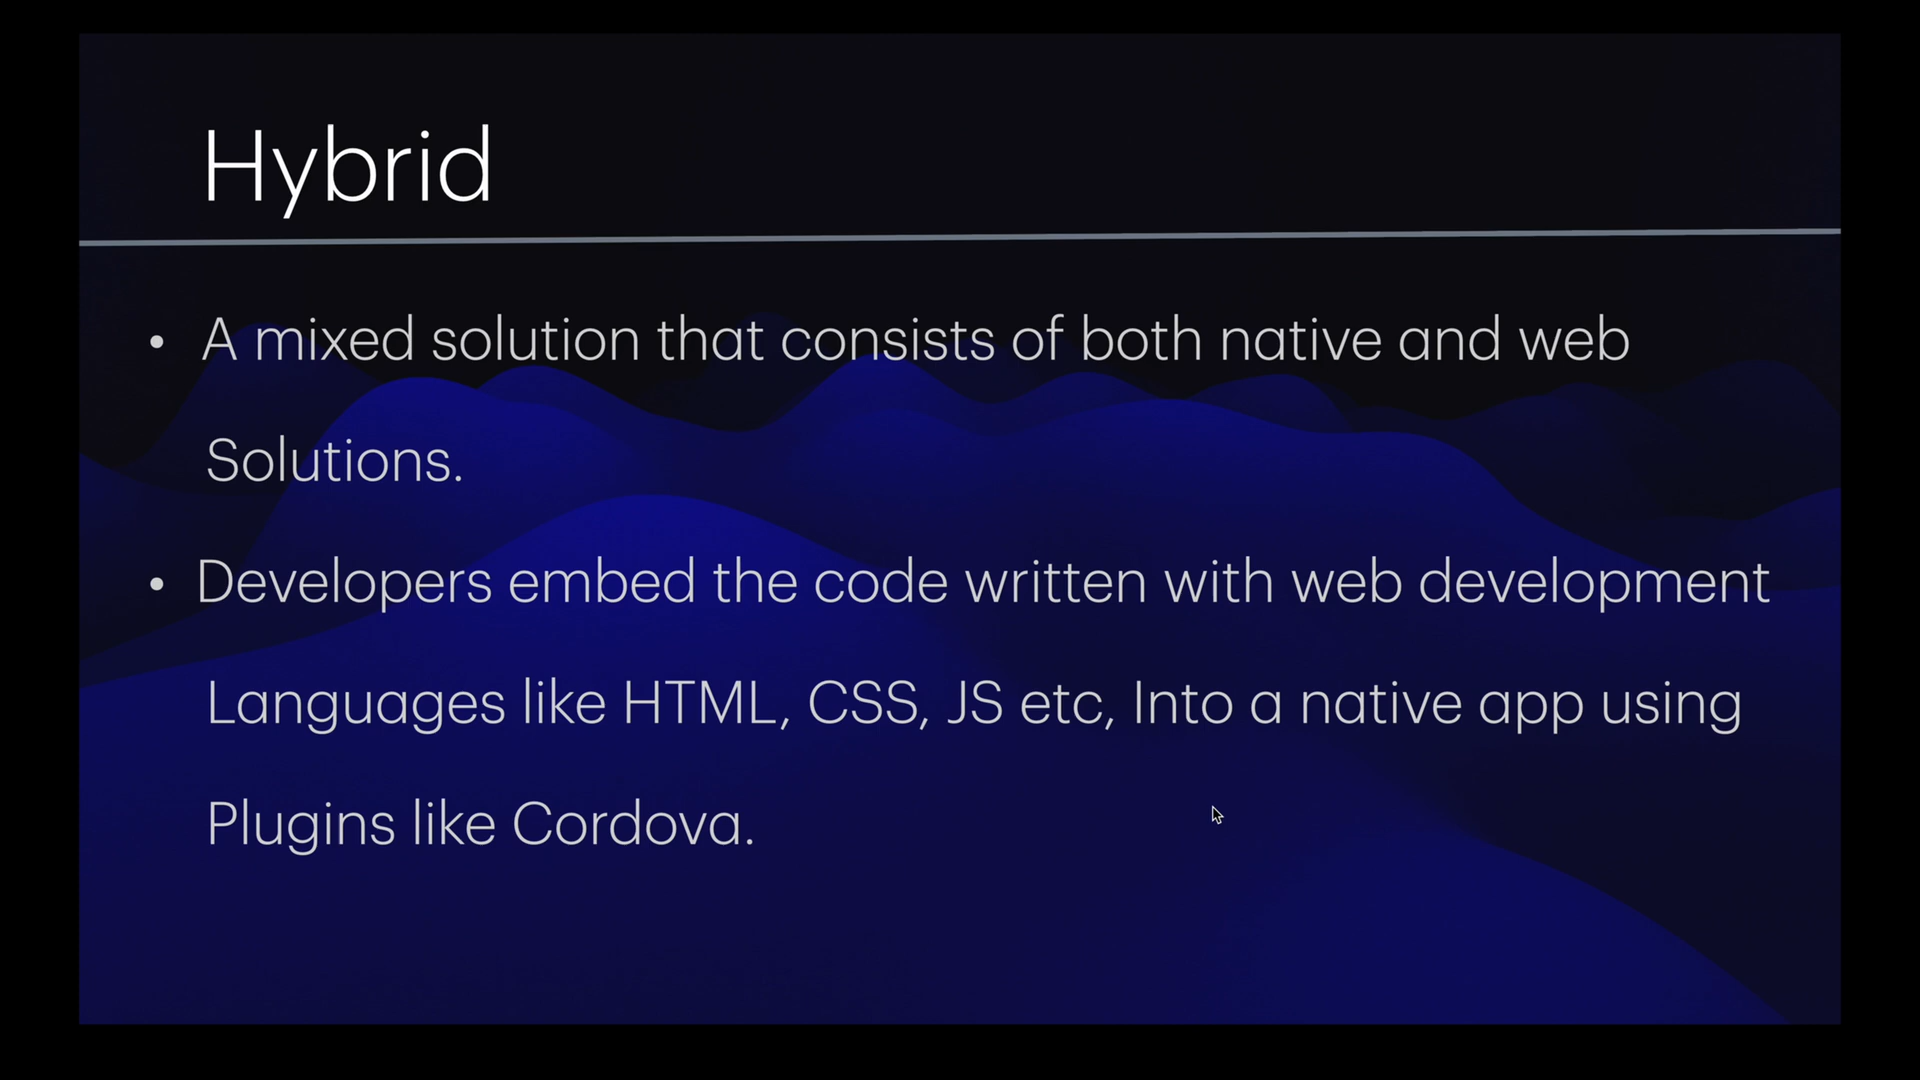 Hybrid
• A mixed solution that consists of both native and web
Solutions.
• Developers embed the code written with web development
Languages like HTML, CSS, JS etc, Into a native app using
Plugins like Cordova.